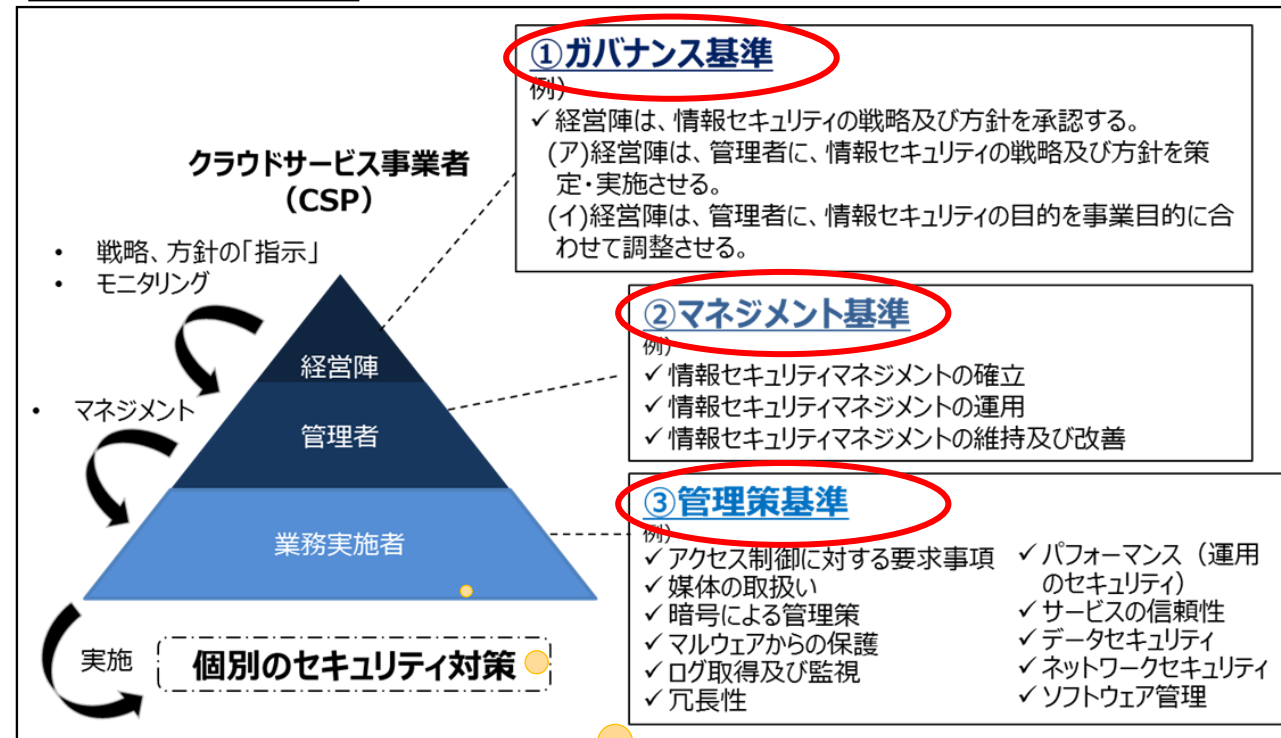 ①ガバナンス基準
例)
✓ 経営陣は、情報セキュリティの戦略及び方針を承認する。
(ア)経営陣は、管理者に、情報セキュリティの戦略及び方針を策
定・実施させる。
(イ)経営陣は、管理者に、情報セキュリティの目的を事業目的に合
わせて調整させる。
クラウドサービス事業者
（CSP）
• 戦略、方針の「指示」
• モニタリング
経営陣
• マネジメント
管理者
業務実施者
実施
個別のセキュリティ対策
②マネジメント基準
例)
✓ 情報セキュリティマネジメントの確立
✓ 情報セキュリティマネジメントの運用
✓ 情報セキュリティマネジメントの維持及び改善
③管理策基準
例)
✓ アクセス制御に対する要求事項
✓ 媒体の取扱い
✓ 暗号による管理策
✓ マルウェアからの保護
✓ ログ取得及び監視
✓ 冗長性
✓ パフォーマンス（運用
のセキュリティ）
✓ サービスの信頼性
✓ データセキュリティ
✓ ネットワークセキュリティ
✓ ソフトウェア管理